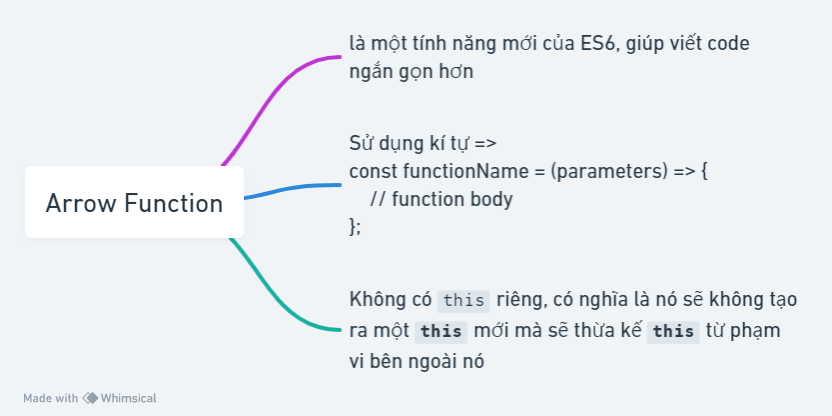 là một tính năng mới của ES6, giúp viết code
ngắn gọn hơn
Sử dụng kí tự =>
const functionName = (parameters) => {
// function body
};
Arrow Function
Không có this riêng, có nghĩa là nó sẽ không tạo
ra một this mới mà sẽ thừa kế this từ phạm
vi bên ngoài nó
Made with Whimsical